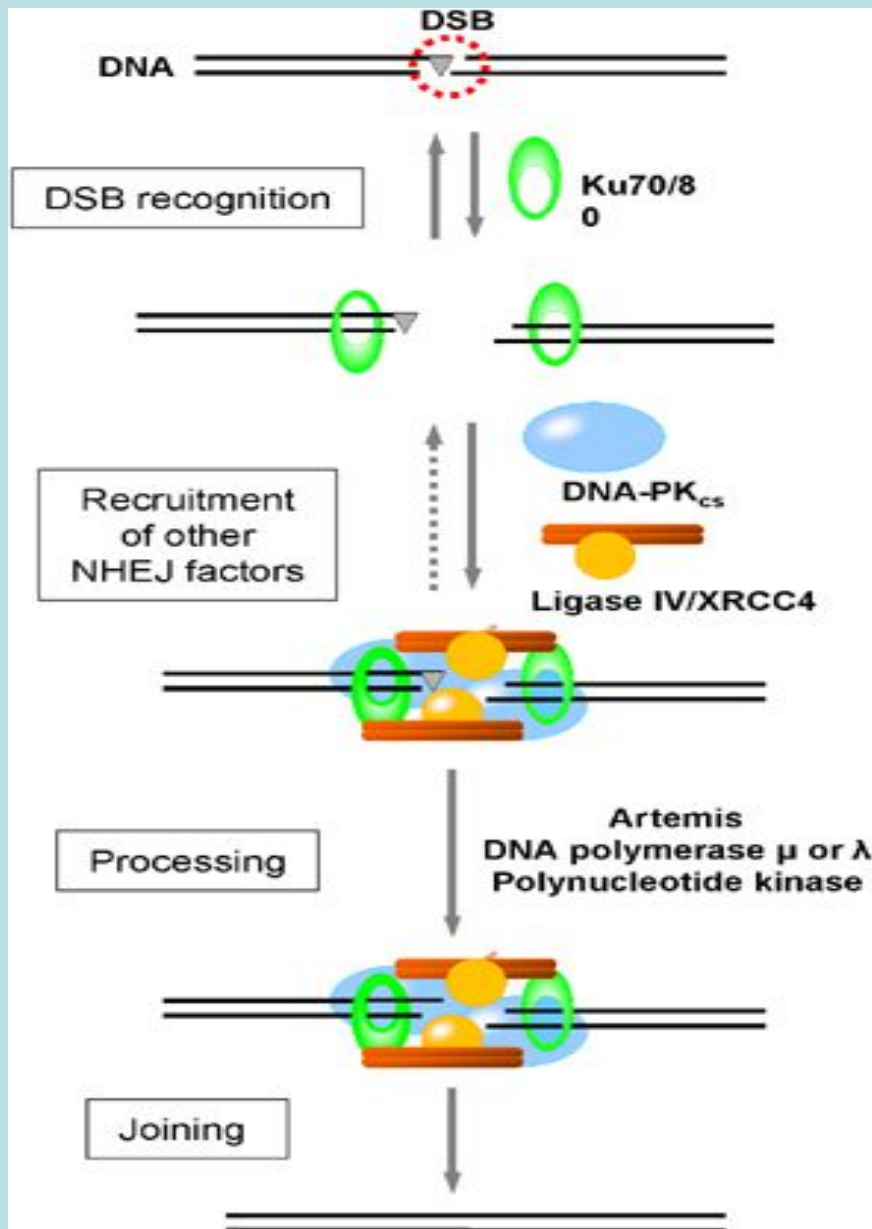 DSB
DNA
DSB recognition
Ku70/8
0
Recruitment
of other
NHEJ factors
DNA-PKcs
Ligase IV/XRCC4
Processing
Artemis
DNA polymerase µ or λ
Polynucleotide kinase
Joining